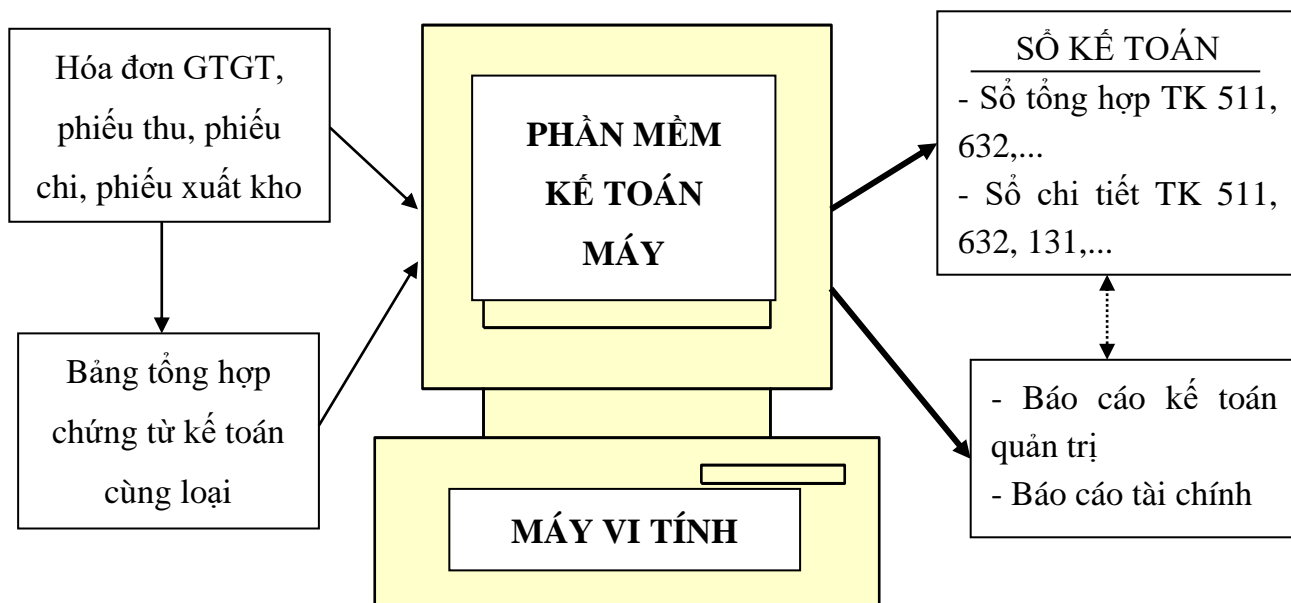 Hóa đơn GTGT,
phiếu thu, phiếu
chi, phiếu xuất kho
Bảng tổng hợp
chứng từ kế toán
cùng loại
PHẦN MỀM
KẾ TOÁN
MÁY
MÁY VI TÍNH
SỔ KẾ TOÁN
- Sổ tổng hợp TK 511,
632,...
- Sổ chi tiết TK 511,
632, 131,...
- Báo cáo kế toán
quản trị
- Báo cáo tài chính